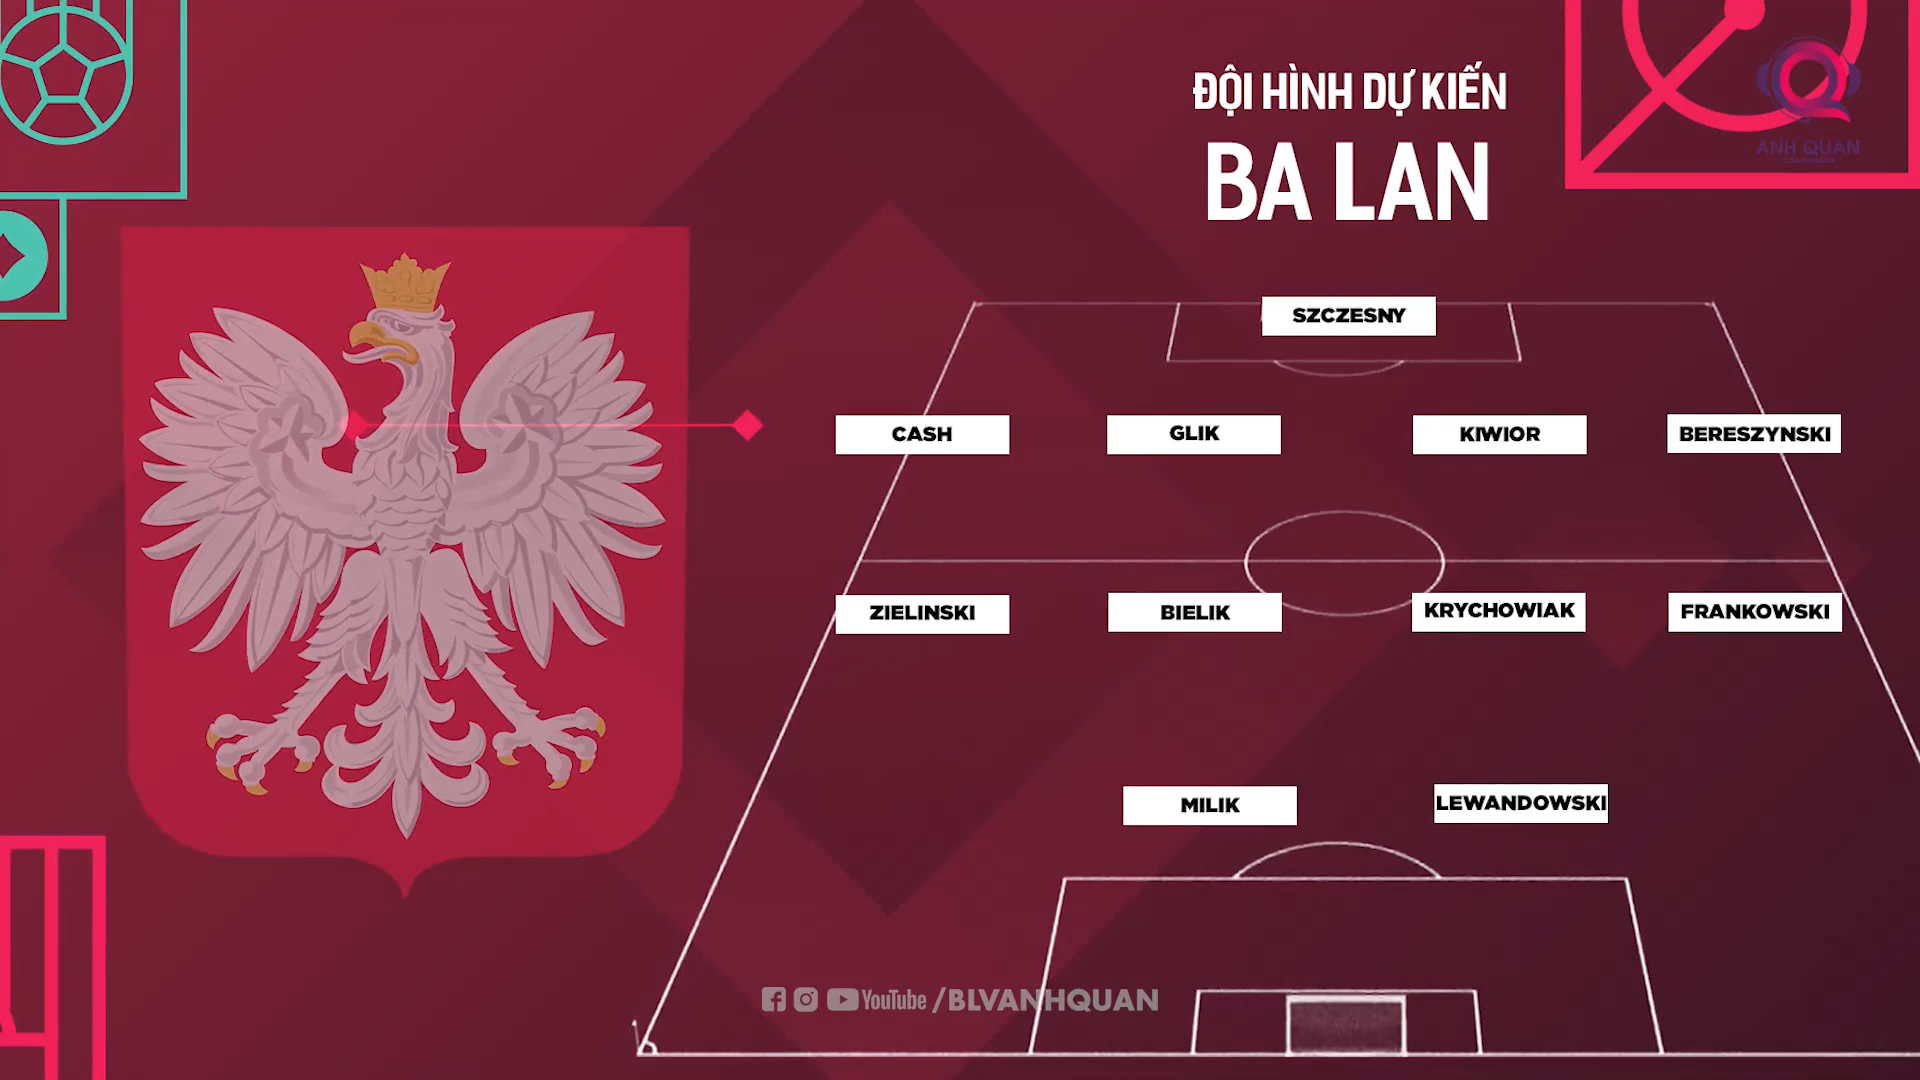 ĐỘI HÌNH DỰ KIẾN
BA LAN
ANH QUAN
SZCZESNY
CASH
GLIK
KIWIOR
BERESZYNSKI
ZIELINSKI
BIELIK
KRYCHOWIAK
FRANKOWSKI
MILIK
LEWANDOWSKI
YouTube /BLVANHQUAN